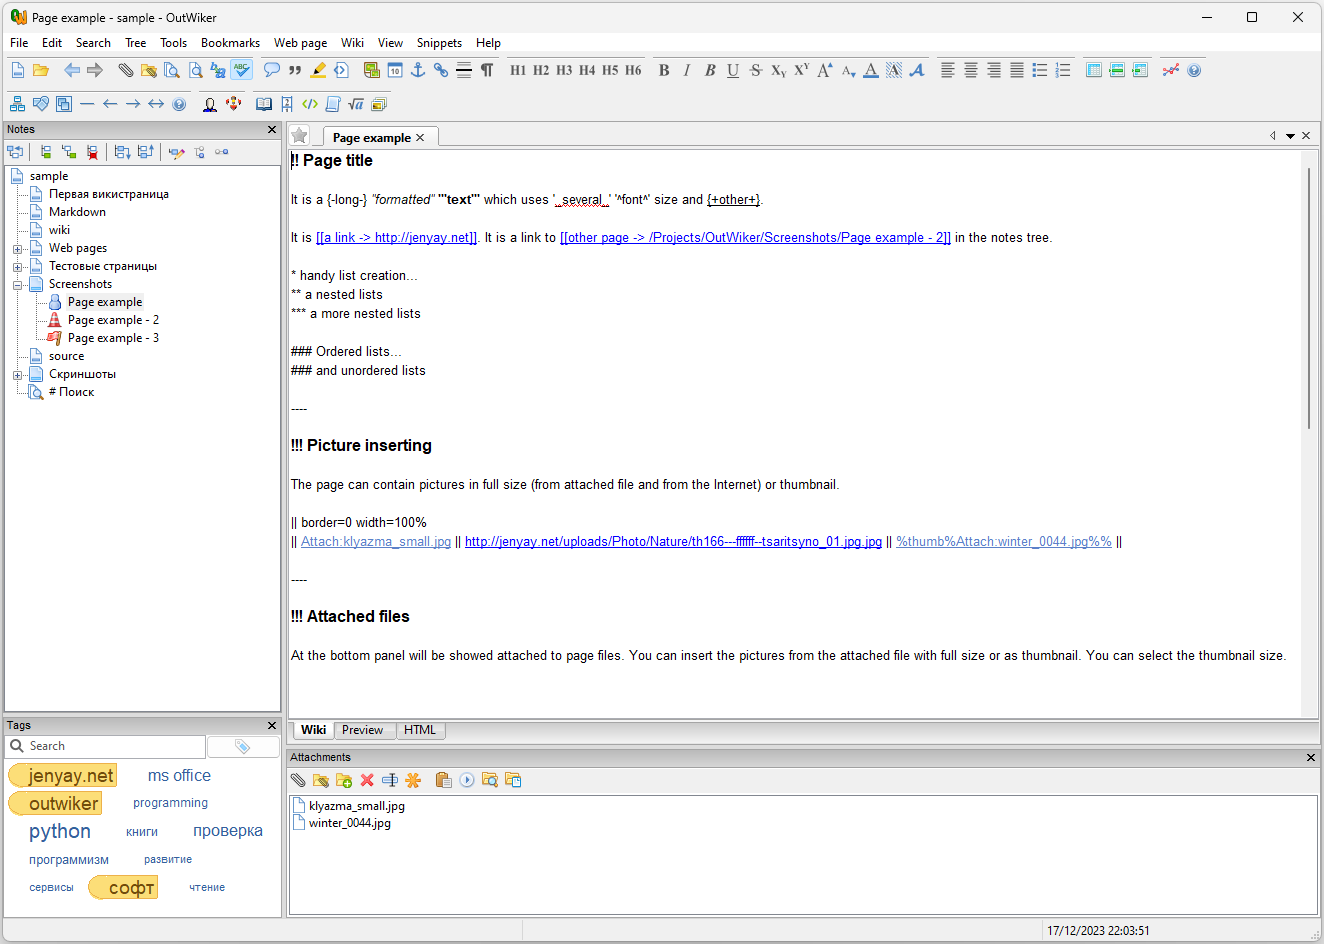 Page example - sample - OutWiker
File Edit Search Tree Tools Bookmarks Web page Wiki View Snippets Help
H1 H2 H3 H4 H5 H6 B I B U S XY XY A A A A A
Notes
sample
Первая викистраница
Markdown
wiki
Web pages
Тестовые страницы
Screenshots
Page example
Page example - 2
Page example - 3
source
Скриншоты
# Поиск
Tags
Search
jenyay.net ms office
outwiker programming
python книги проверка
программизм развитие
сервисы софт чтение
Page example
!! Page title
It is a {-long-} ''formatted'' '''text''' which uses '_several_' '^font^' size and {+other+}.
It is [[a link -> http://jenyay.net]]. It is a link to [[other page -> /Projects/OutWiker/Screenshots/Page example - 2]] in the notes tree.
* handy list creation...
** a nested lists
*** a more nested lists
### Ordered lists...
### and unordered lists
----
!!! Picture inserting
The page can contain pictures in full size (from attached file and from the Internet) or thumbnail.
|| border=0 width=100%
|| Attach:klyazma_small.jpg || http://jenyay.net/uploads/Photo/Nature/th166---ffffff--tsaritsyno_01.jpg.jpg || %thumb%Attach:winter_0044.jpg%% ||
----
!!! Attached files
At the bottom panel will be showed attached to page files. You can insert the pictures from the attached file with full size or as thumbnail. You can select the thumbnail size.
Wiki Preview HTML
Attachments
klyazma_small.jpg
winter_0044.jpg
17/12/2023 22:03:51